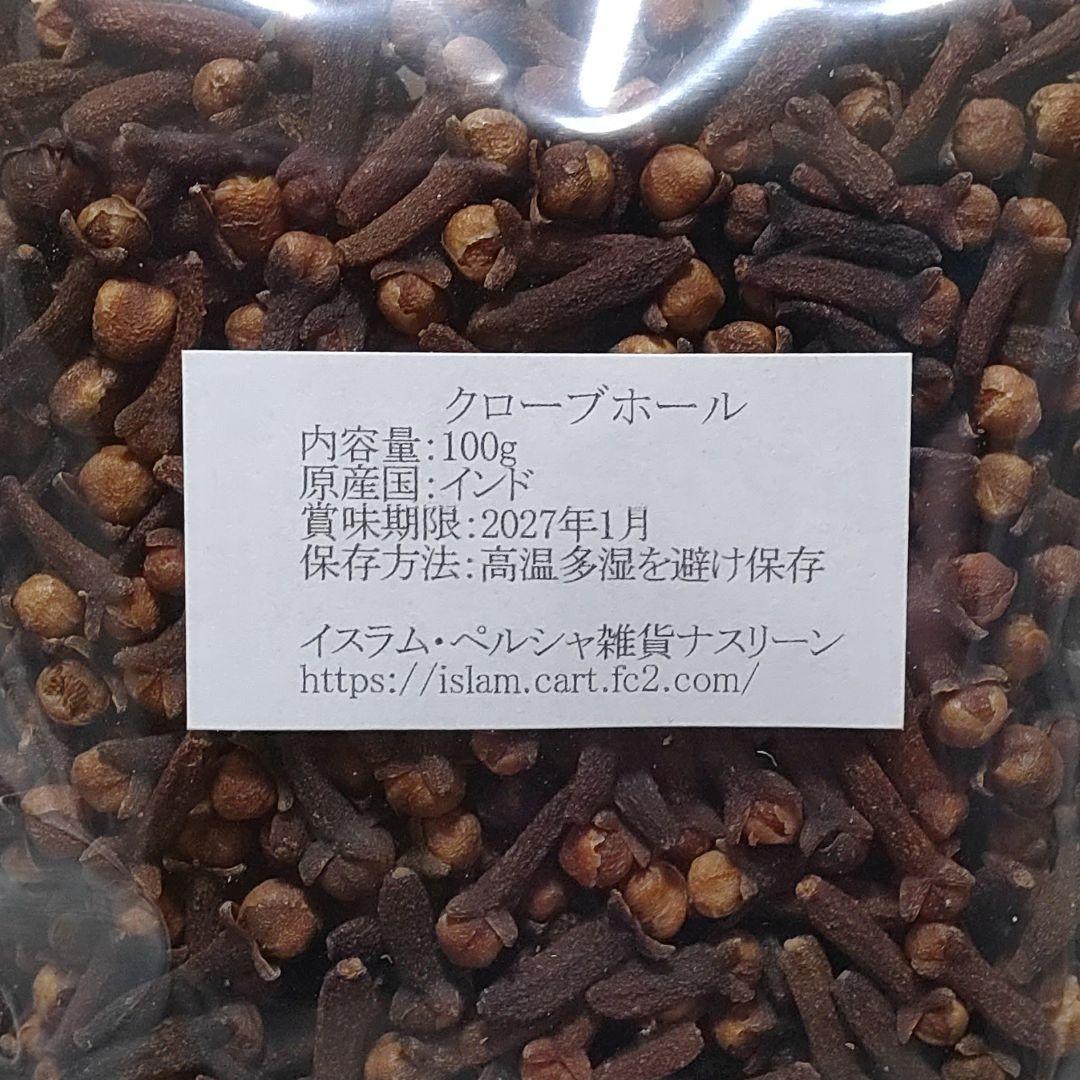 クローブホール
内容量:100g
原産国:インド
賞味期限:2027年1月
保存方法:高温多湿を避け保存
イスラム・ペルシャ雑貨ナスリーン
https://islam.cart.fc2.com/